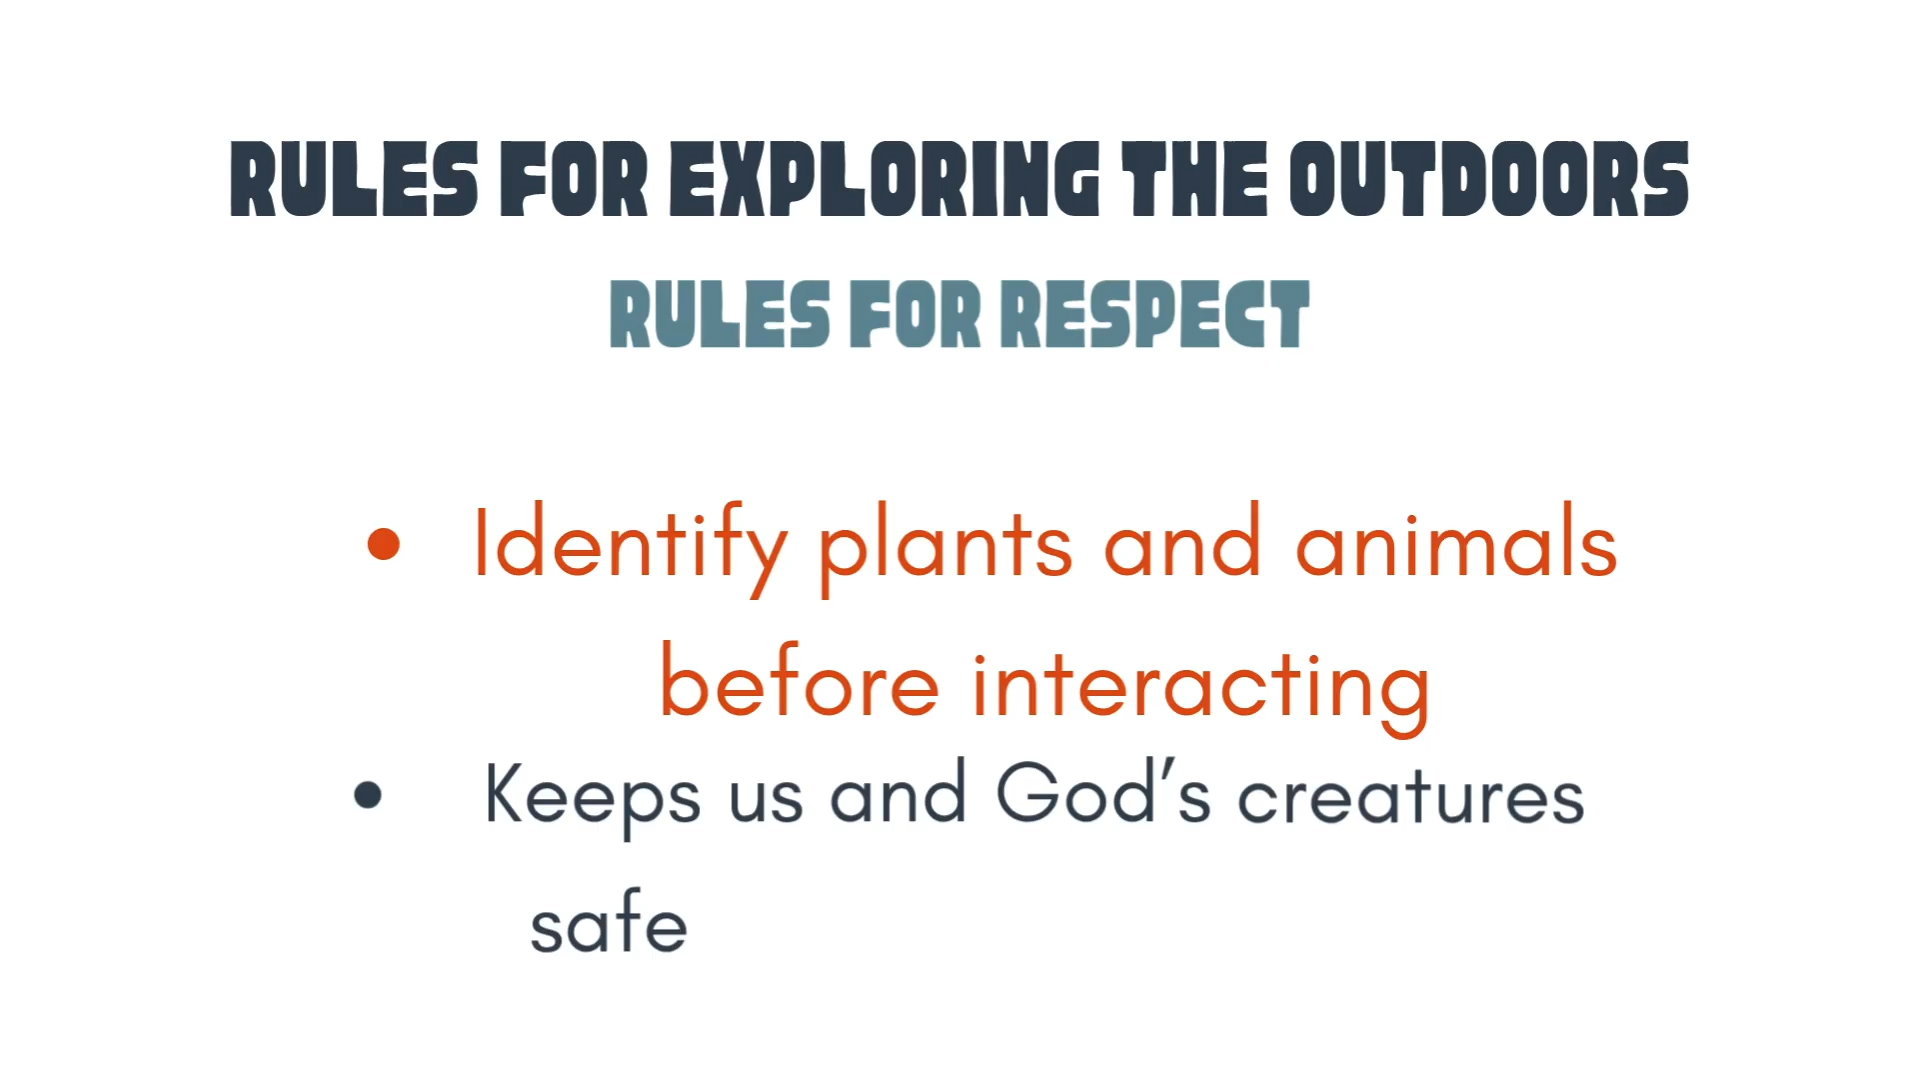 RULES FOR EXPLORING THE OUTDOORS
RULES FOR RESPECT
• Identify plants and animals
before interacting
• Keeps us and God’s creatures
safe